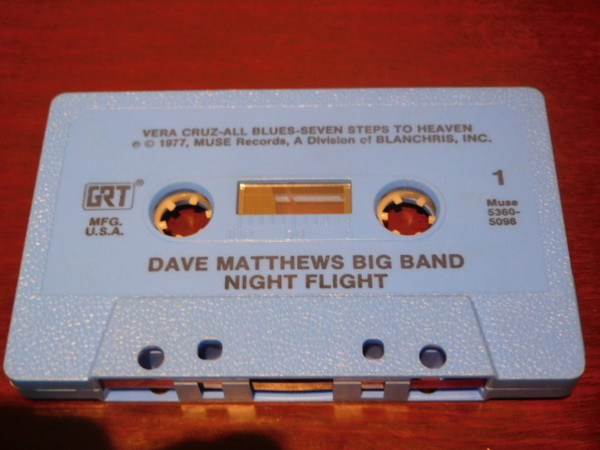 VERA CRUZ-ALL BLUES-SEVEN STEPS TO HEAVEN
℗ © 1977, MUSE Records, A Division of BLANCHRIS, INC.
GRT®
MFG.
U.S.A.
1
Muse
5360-
5098
DAVE MATTHEWS BIG BAND
NIGHT FLIGHT